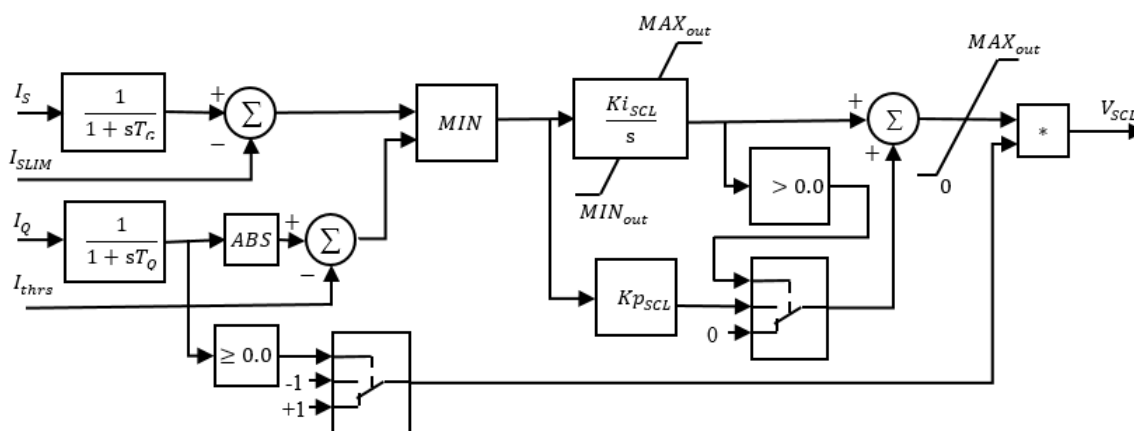 MAX_out
MAX_out
I_S
1
1 + sT_G
+
Σ
−
MIN
Ki_SCL
s
+
Σ
+
*
V_SCL
I_SLIM
> 0.0
0
MIN_out
I_Q
1
1 + sT_Q
ABS
+
Σ
−
I_thrs
Kp_SCL
0
≥ 0.0
-1
+1